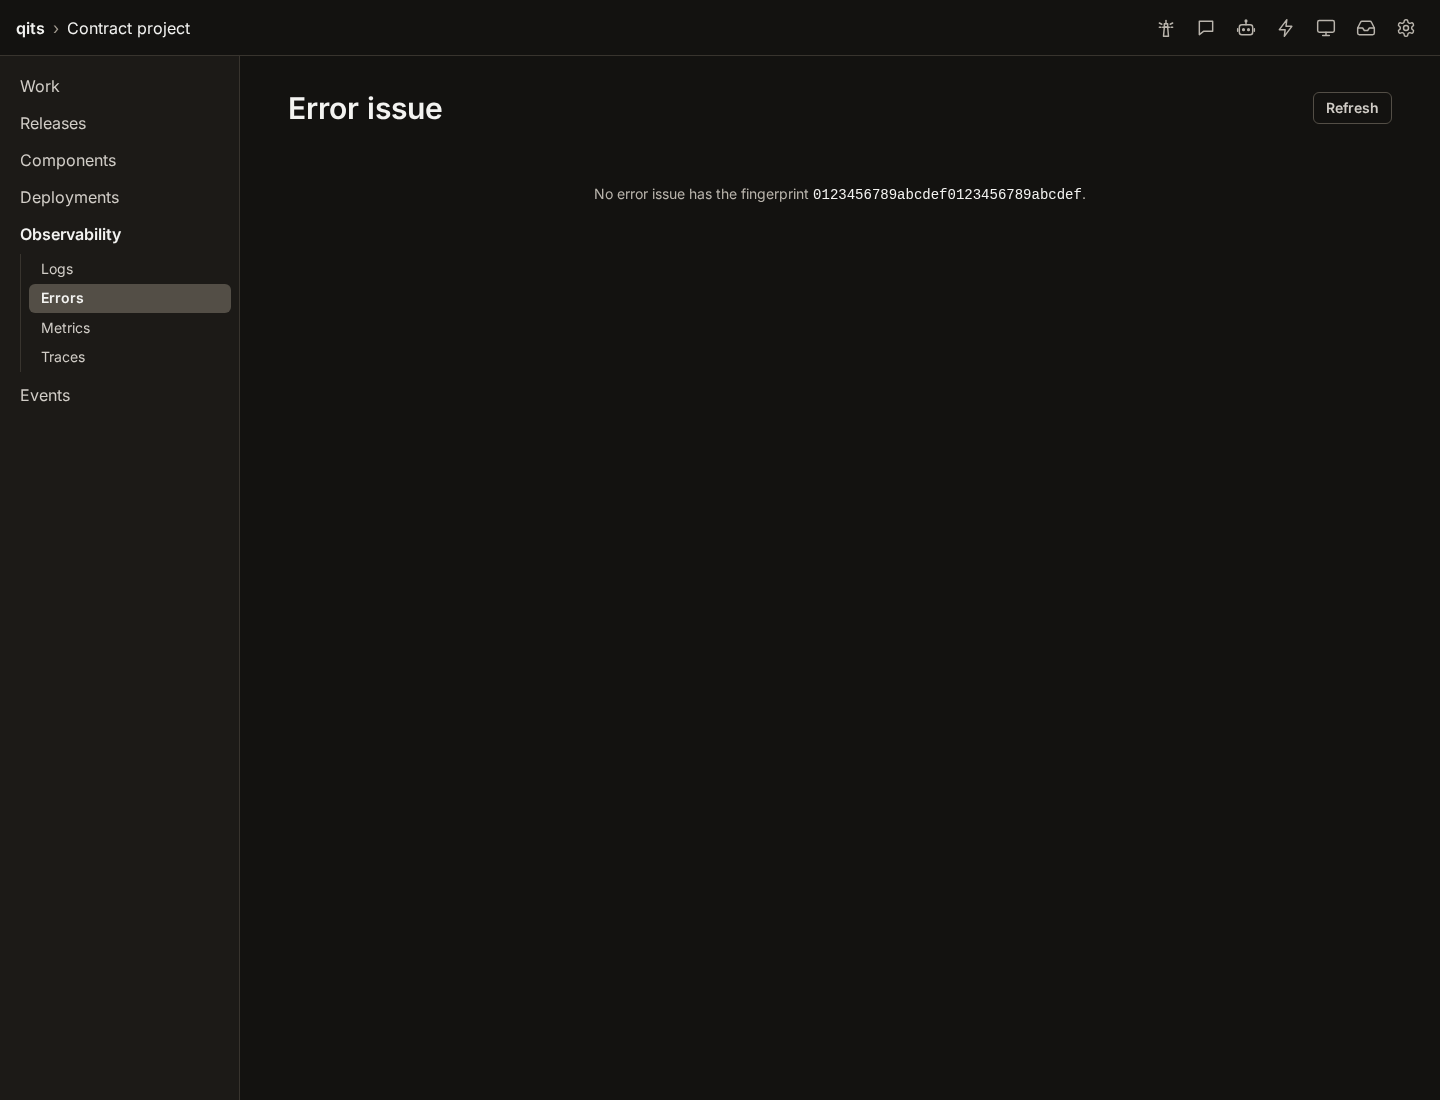 qits › Contract project
Work
Releases
Components
Deployments
Observability
Logs
Errors
Metrics
Traces
Events
Error issue
Refresh
No error issue has the fingerprint 0123456789abcdef0123456789abcdef.